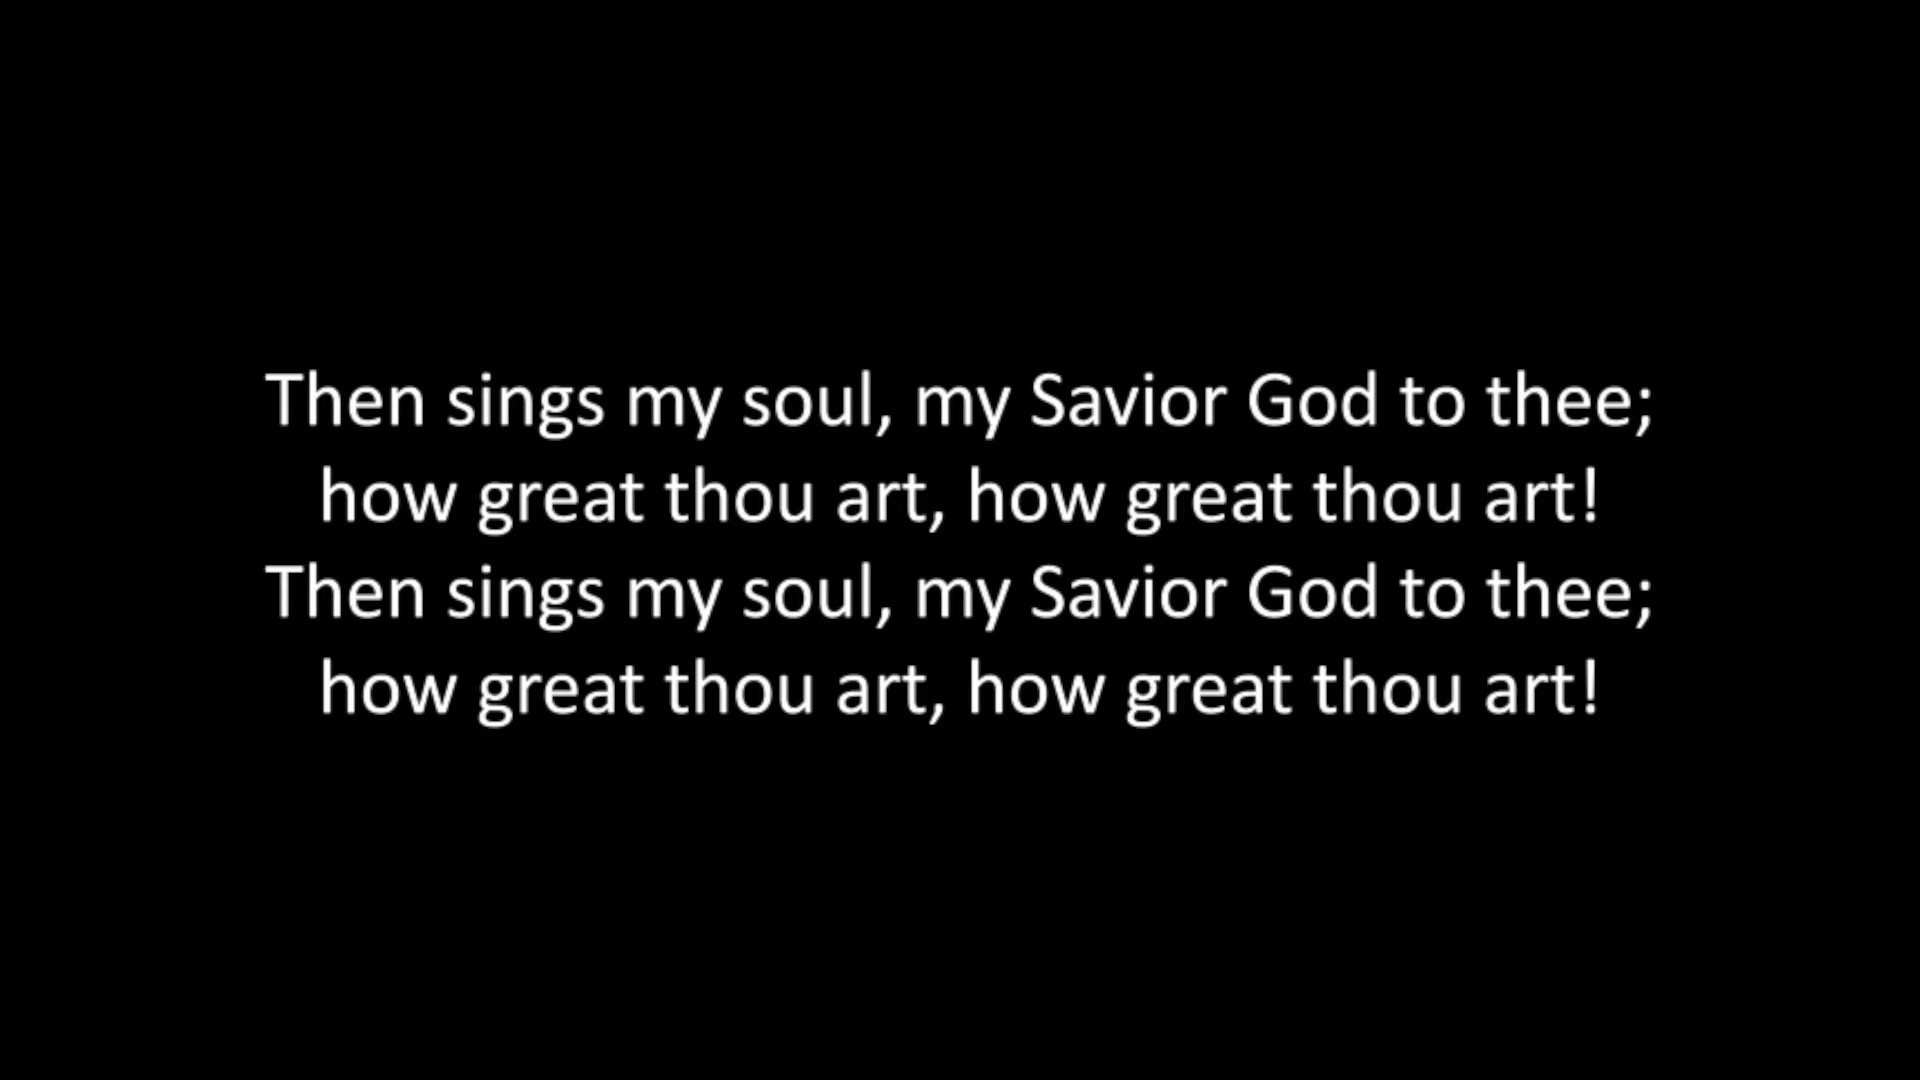 Then sings my soul, my Savior God to thee;
how great thou art, how great thou art!
Then sings my soul, my Savior God to thee;
how great thou art, how great thou art!